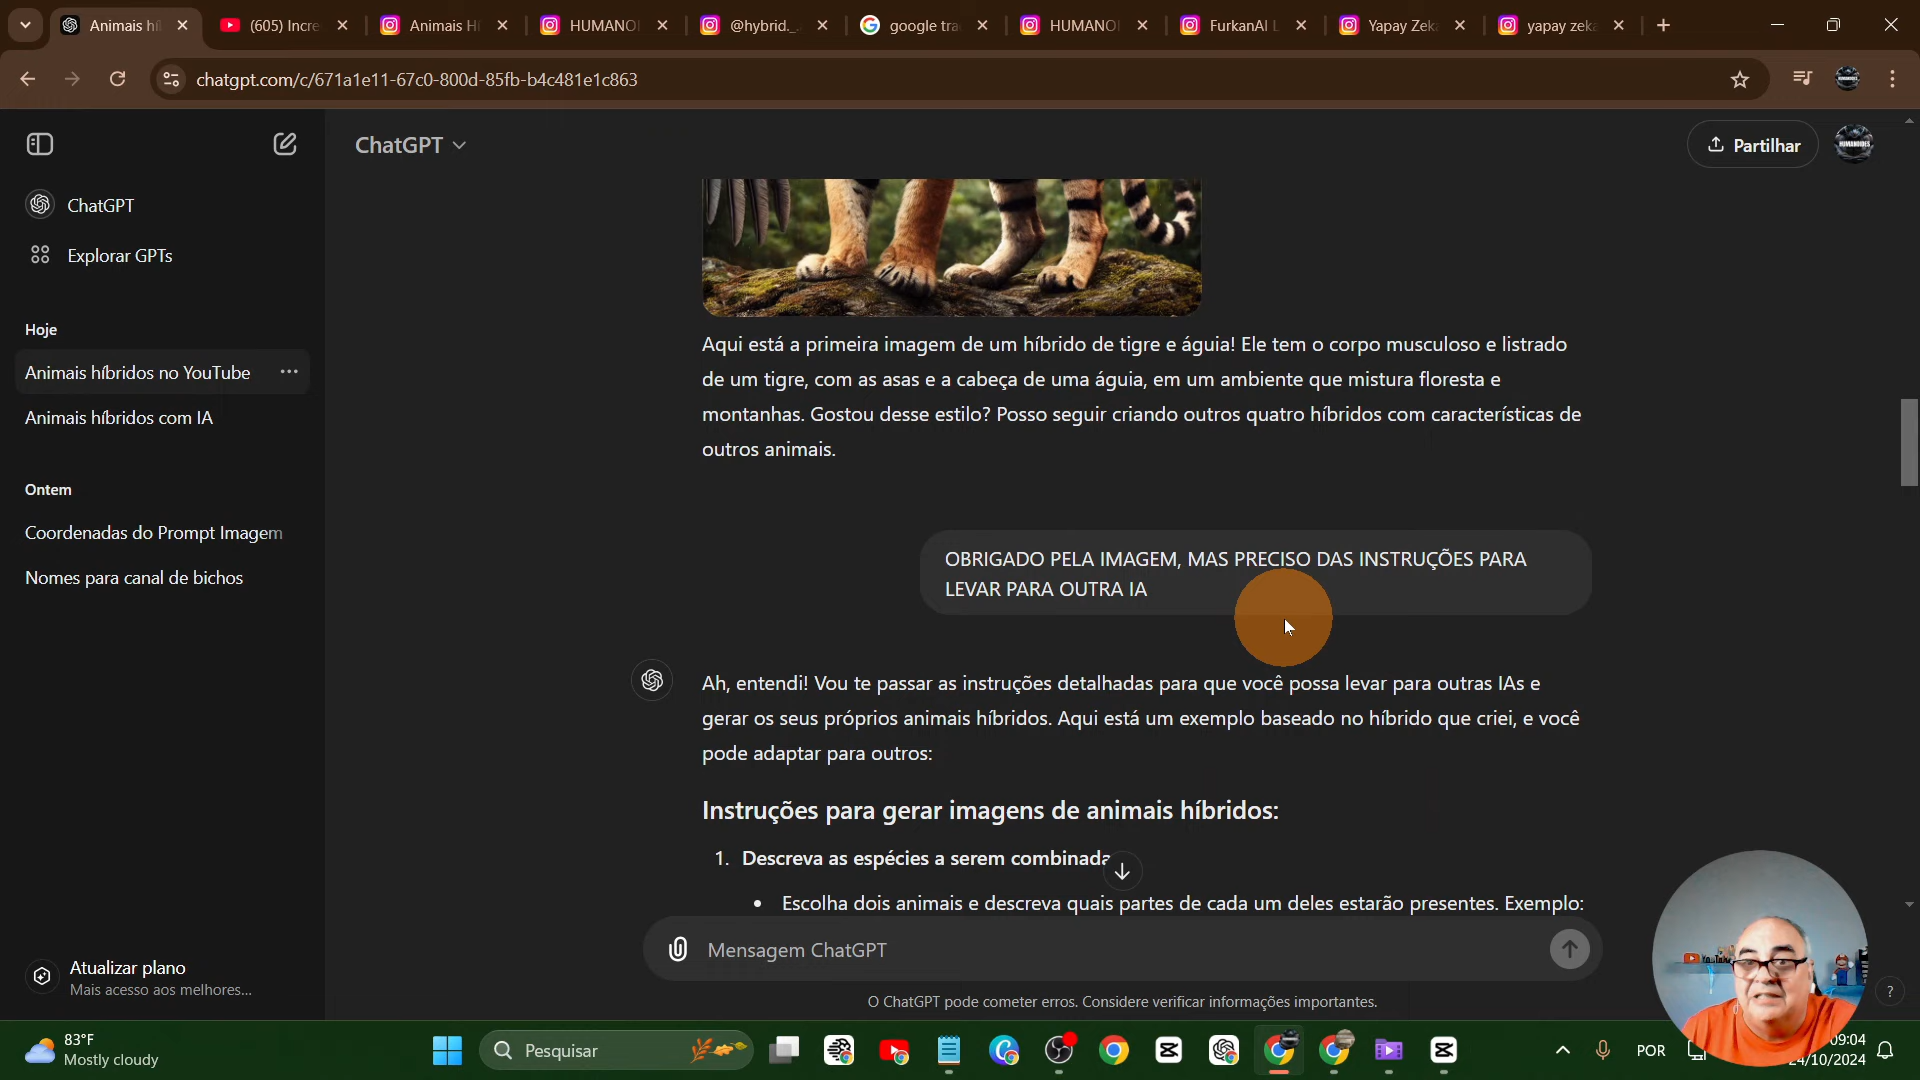 Animais hí
(605) Incre
Animais H
HUMANO
@hybrid._
google tra
HUMANO
FurkanAI L
Yapay Zek
yapay zek
chatgpt.com/c/671a1e11-67c0-800d-85fb-b4c481e1c863
ChatGPT
Partilhar
HUMANOIDES
ChatGPT
Explorar GPTs
Hoje
Animais híbridos no YouTube
Animais híbridos com IA
Ontem
Coordenadas do Prompt Imagem
Nomes para canal de bichos
Aqui está a primeira imagem de um híbrido de tigre e águia! Ele tem o corpo musculoso e listrado
de um tigre, com as asas e a cabeça de uma águia, em um ambiente que mistura floresta e
montanhas. Gostou desse estilo? Posso seguir criando outros quatro híbridos com características de
outros animais.
OBRIGADO PELA IMAGEM, MAS PRECISO DAS INSTRUÇÕES PARA
LEVAR PARA OUTRA IA
Ah, entendi! Vou te passar as instruções detalhadas para que você possa levar para outras IAs e
gerar os seus próprios animais híbridos. Aqui está um exemplo baseado no híbrido que criei, e você
pode adaptar para outros:
Instruções para gerar imagens de animais híbridos:
1. Descreva as espécies a serem combinada
• Escolha dois animais e descreva quais partes de cada um deles estarão presentes. Exemplo:
Mensagem ChatGPT
O ChatGPT pode cometer erros. Considere verificar informações importantes.
?
Atualizar plano
Mais acesso aos melhores...
YouTube
83°F
Mostly cloudy
Pesquisar
POR
09:04
24/10/2024